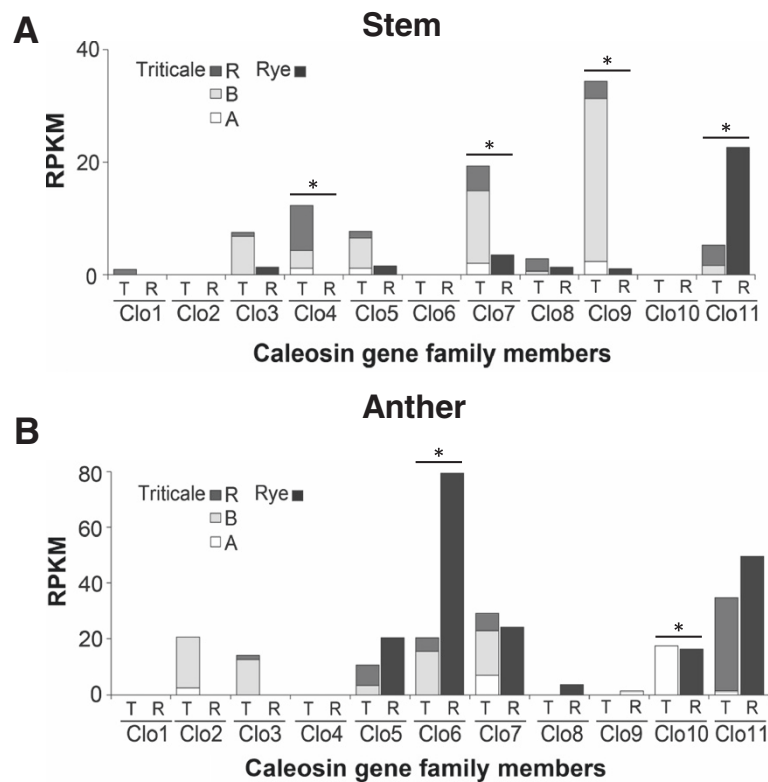 A
Stem
40
Triticale R Rye
B
A
*
*
*
*
RPKM
20
0
T R T R T R T R T R T R T R T R T R T R T R
Clo1 Clo2 Clo3 Clo4 Clo5 Clo6 Clo7 Clo8 Clo9 Clo10 Clo11
Caleosin gene family members
B
Anther
80
Triticale R Rye
B
A
*
*
RPKM
60
40
20
0
T R T R T R T R T R T R T R T R T R T R T R
Clo1 Clo2 Clo3 Clo4 Clo5 Clo6 Clo7 Clo8 Clo9 Clo10 Clo11
Caleosin gene family members